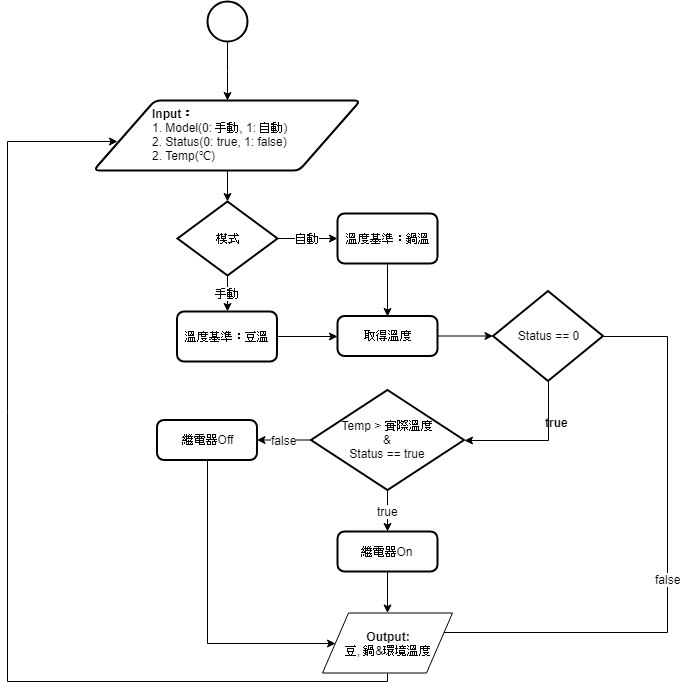 Input：
1. Model(0: 手動, 1: 自動)
2. Status(0: true, 1: false)
2. Temp(℃)
模式
自動
溫度基準：鍋溫
手動
溫度基準：豆溫
取得溫度
Status == 0
true
Temp > 實際溫度
&
Status == true
false
繼電器Off
true
繼電器On
false
Output:
豆, 鍋&環境溫度